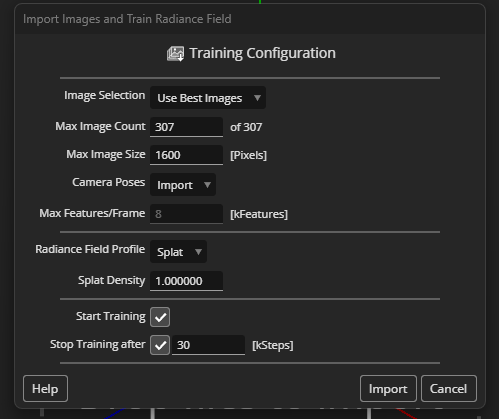 Import Images and Train Radiance Field
Training Configuration
Image Selection Use Best Images
Max Image Count 307 of 307
Max Image Size 1600 [Pixels]
Camera Poses Import
Max Features/Frame 8 [kFeatures]
Radiance Field Profile Splat
Splat Density 1.000000
Start Training
Stop Training after 30 [kSteps]
Help Import Cancel